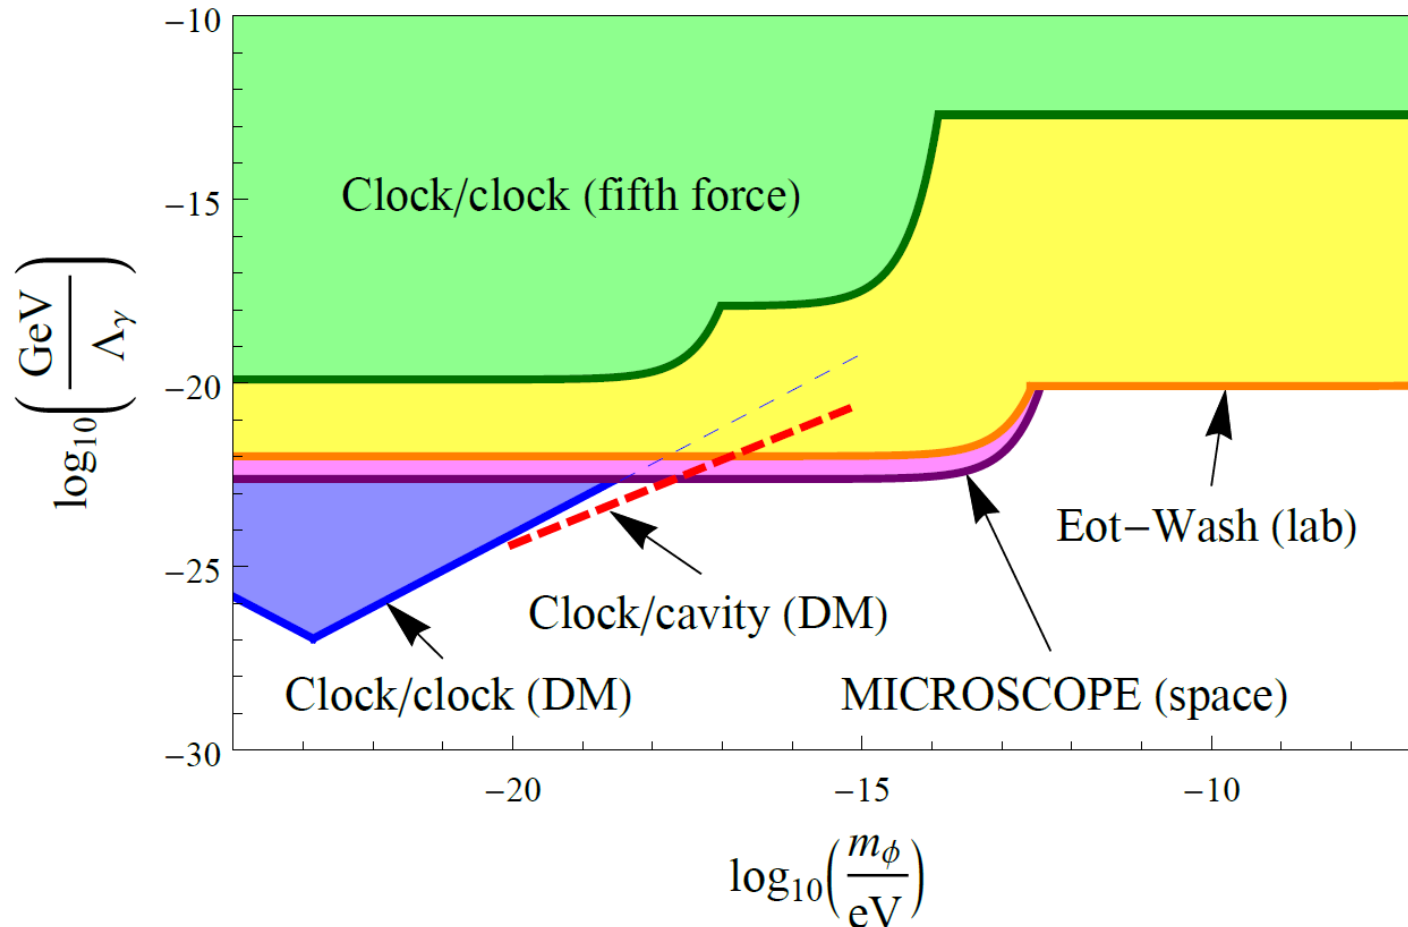 −10
−15
−20
−25
−30
log10(GeV/Λγ)
Clock/clock (fifth force)
Eot−Wash (lab)
Clock/cavity (DM)
Clock/clock (DM)
MICROSCOPE (space)
−20
−15
−10
log10(mϕ/eV)